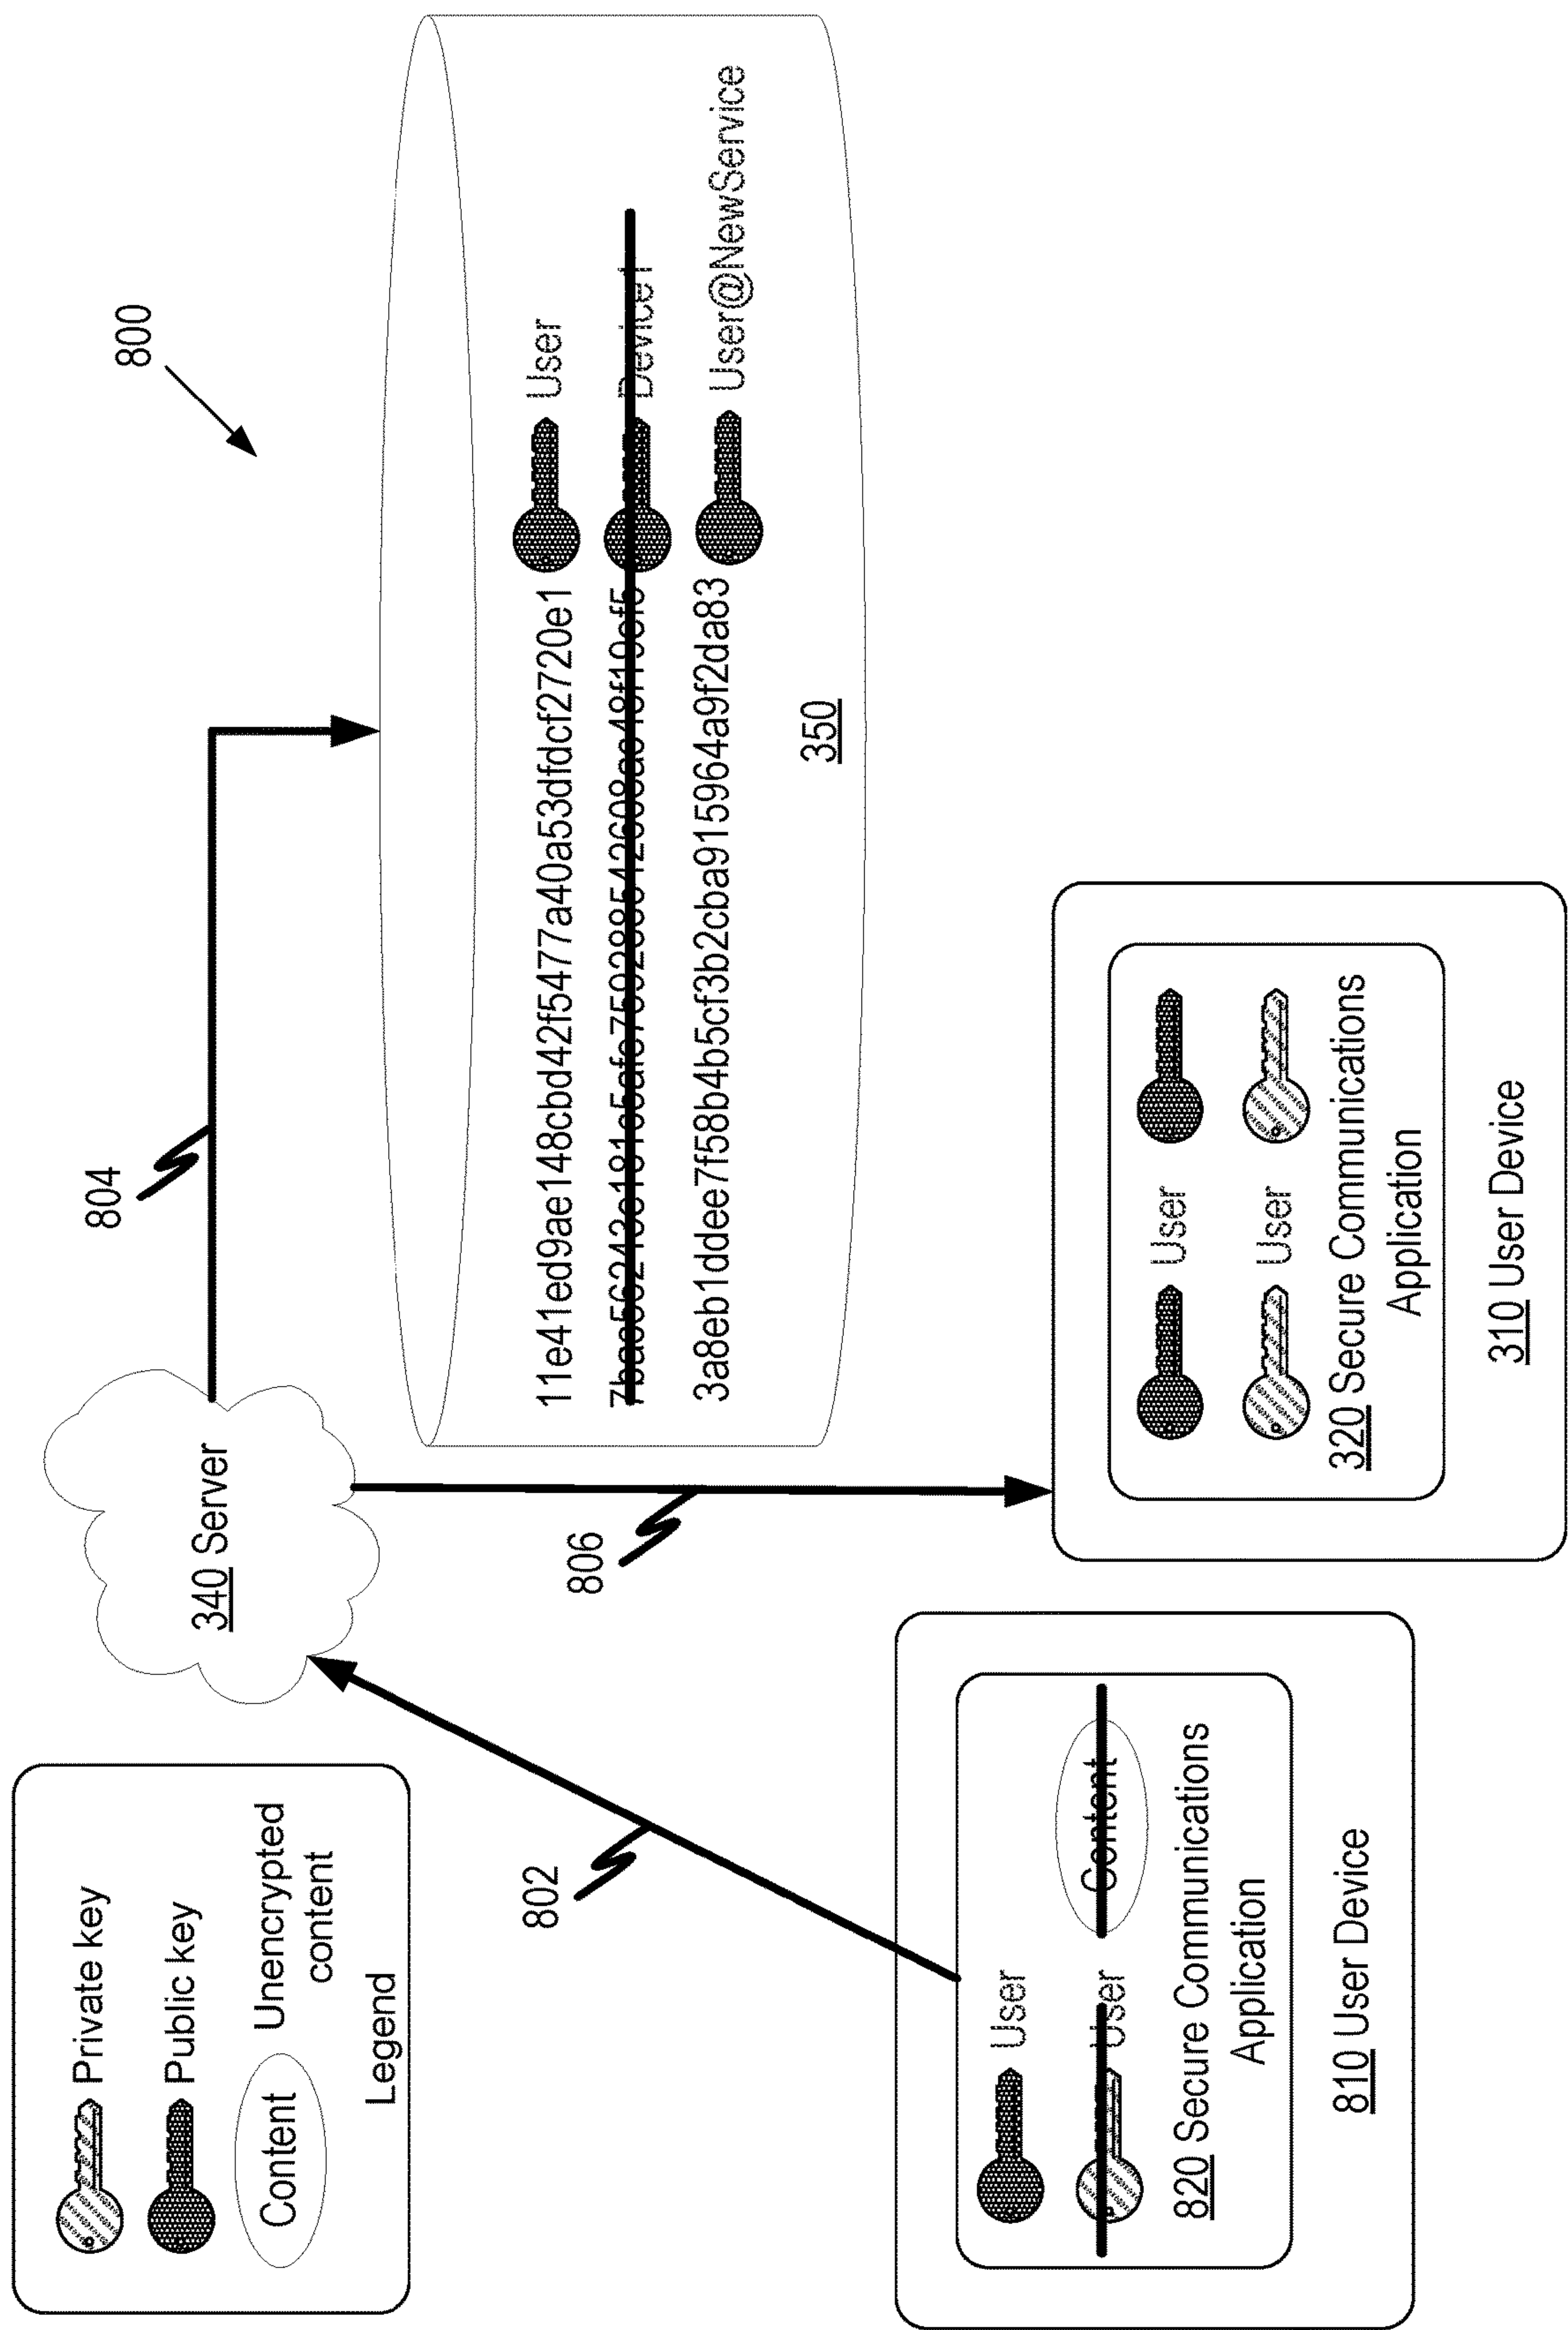 Private key
Public key
Content
Unencrypted
content
Legend
340 Server
800
802
804
806
11e41ed9ae148cbd42f5477a40a53dfdcf2720e1
User
Device1
3a8eb1ddee7f58b4b5cf3b2cba915964a9f2da83
User@NewService
350
User
User
Content
820 Secure Communications
Application
810 User Device
User
User
320 Secure Communications
Application
310 User Device